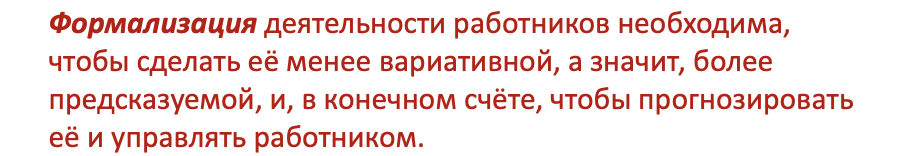 Формализация деятельности работников необходима,
чтобы сделать её менее вариативной, а значит, более
предсказуемой, и, в конечном счёте, чтобы прогнозировать
её и управлять работником.